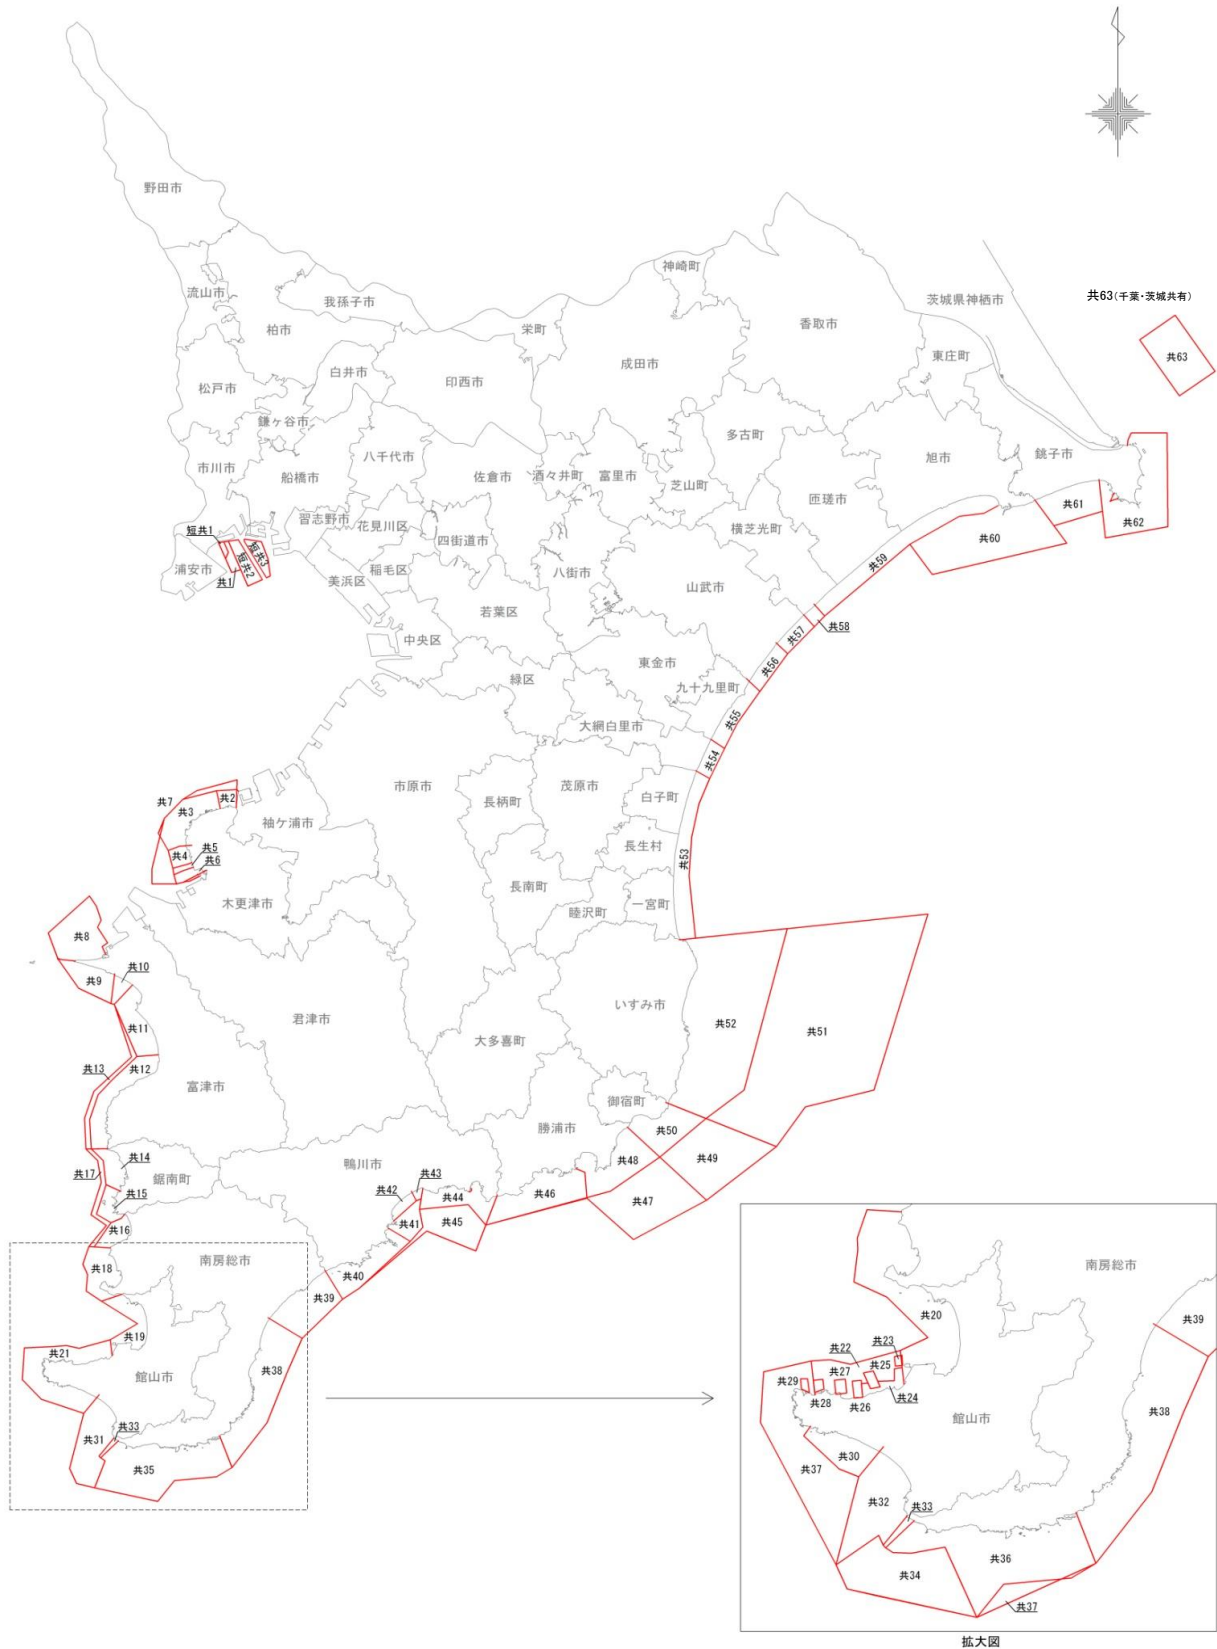 野田市
流山市
我孫子市
柏市
神崎町
栄町
香取市
茨城県神栖市
共63(千葉・茨城共有)
共63
成田市
東庄町
松戸市
白井市
印西市
鎌ヶ谷市
多古町
旭市
銚子市
市川市
船橋市
八千代市
佐倉市
酒々井町
富里市
芝山町
匝瑳市
共61
共62
習志野市
花見川区
四街道市
横芝光町
共60
短共1
短共2
短共3
浦安市
共1
美浜区
稲毛区
八街市
山武市
共59
若葉区
中央区
共58
共57
東金市
共56
緑区
九十九里町
大網白里市
共55
共54
市原市
長柄町
茂原市
白子町
共7
共2
共3
袖ケ浦市
共4
共5
共6
長生村
共53
木更津市
長南町
睦沢町
一宮町
共8
共10
共9
君津市
いすみ市
共52
共51
共11
大多喜町
共13
共12
富津市
御宿町
勝浦市
共50
共49
共48
共14
共17
鋸南町
鴨川市
共43
共42
共44
共46
共47
共15
共16
共41
共45
南房総市
共18
共40
共39
共19
共21
館山市
共38
共33
共31
共35
南房総市
共20
共39
共23
共22
共25
共29
共27
共28
共26
共24
共38
館山市
共30
共37
共32
共33
共36
共34
共37
拡大図